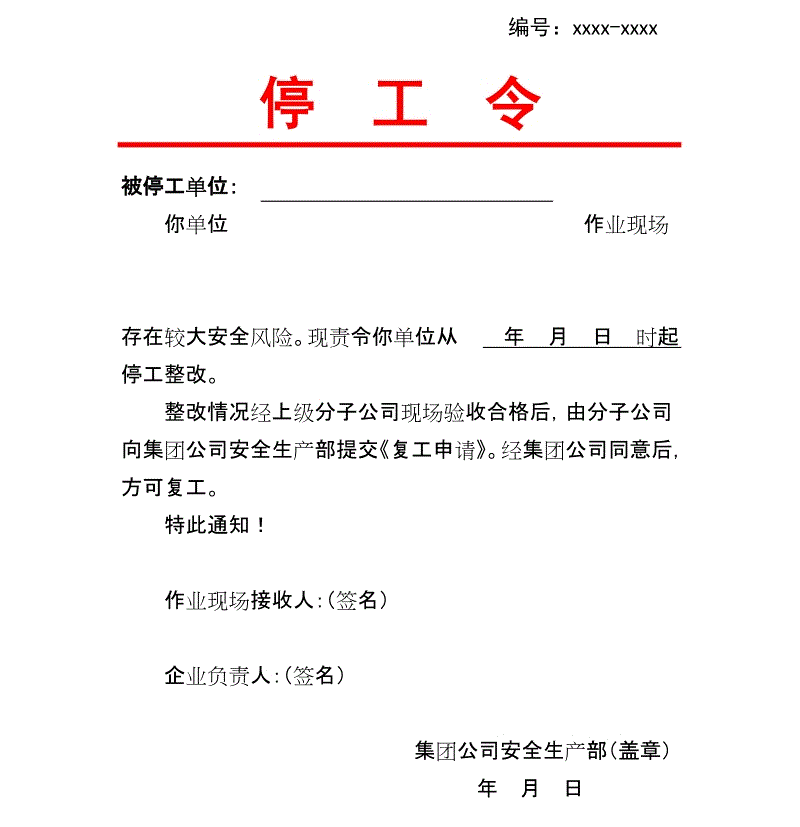 编号：xxxx-xxxx
停 工 令
被停工单位：
你单位 作业现场
存在较大安全风险。现责令你单位从 年 月 日 时起
停工整改。
整改情况经上级分子公司现场验收合格后，由分子公司
向集团公司安全生产部提交《复工申请》。经集团公司同意后，
方可复工。
特此通知！
作业现场接收人：（签名）
企业负责人：（签名）
集团公司安全生产部（盖章）
年 月 日